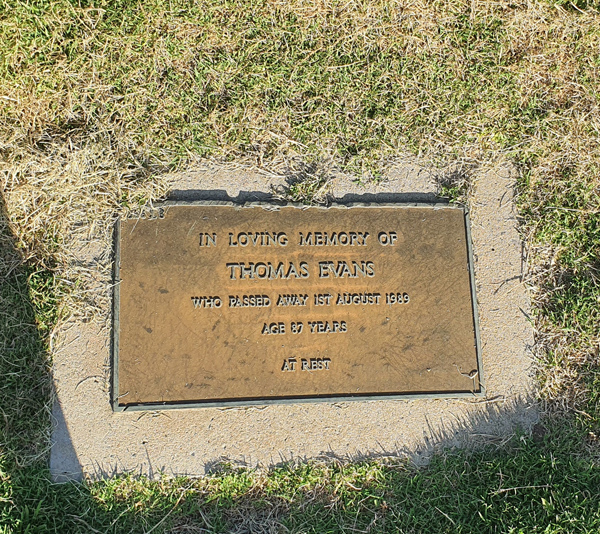 IN LOVING MEMORY OF
THOMAS EVANS
WHO PASSED AWAY 1ST AUGUST 1989
AGE 87 YEARS
AT REST